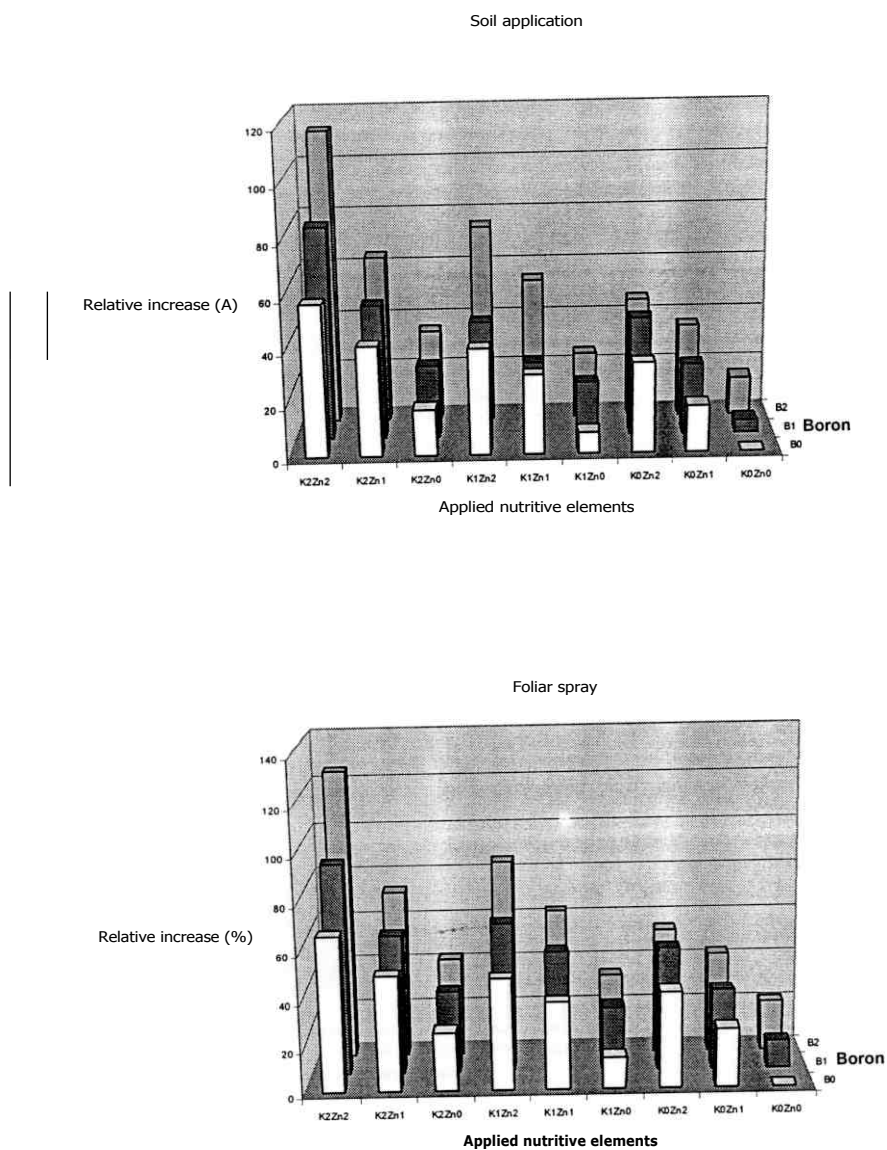 Soil application
120
100
80
60
40
20
0
Relative increase (A)
K2Zn2 K2Zn1 K2Zn0 K1Zn2 K1Zn1 K1Zn0 K0Zn2 K0Zn1 K0Zn0
B2
B1 Boron
B0
Applied nutritive elements
Foliar spray
140
120
100
80
60
40
20
0
Relative increase (%)
K2Zn2 K2Zn1 K2Zn0 K1Zn2 K1Zn1 K1Zn0 K0Zn2 K0Zn1 K0Zn0
B2
B1 Boron
B0
Applied nutritive elements